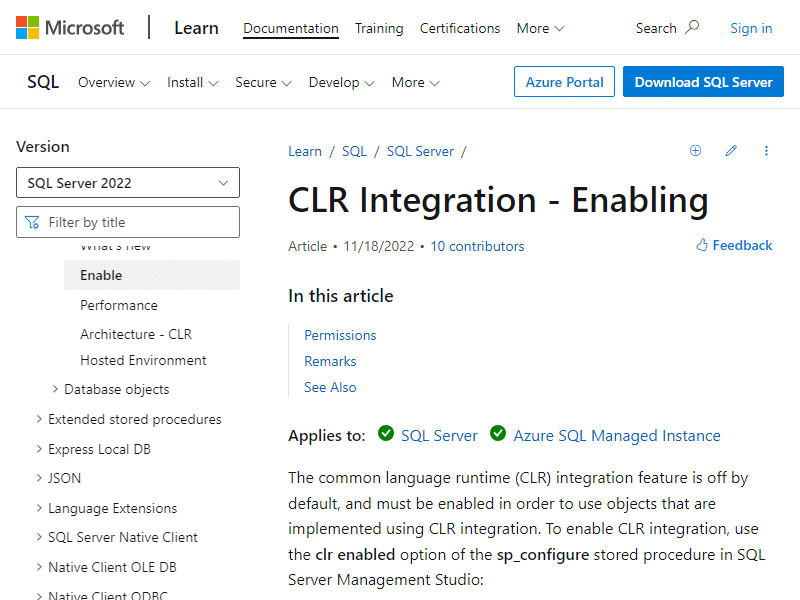 Microsoft Learn Documentation Training Certifications More Search Sign in
SQL Overview Install Secure Develop More Azure Portal Download SQL Server
Version
SQL Server 2022
Filter by title
What's new
Enable
Performance
Architecture - CLR
Hosted Environment
Database objects
Extended stored procedures
Express Local DB
JSON
Language Extensions
SQL Server Native Client
Native Client OLE DB
Native Client ODBC
Learn / SQL / SQL Server /
CLR Integration - Enabling
Article • 11/18/2022 • 10 contributors
Feedback
In this article
Permissions
Remarks
See Also
Applies to: SQL Server Azure SQL Managed Instance
The common language runtime (CLR) integration feature is off by
default, and must be enabled in order to use objects that are
implemented using CLR integration. To enable CLR integration, use
the clr enabled option of the sp_configure stored procedure in SQL
Server Management Studio: